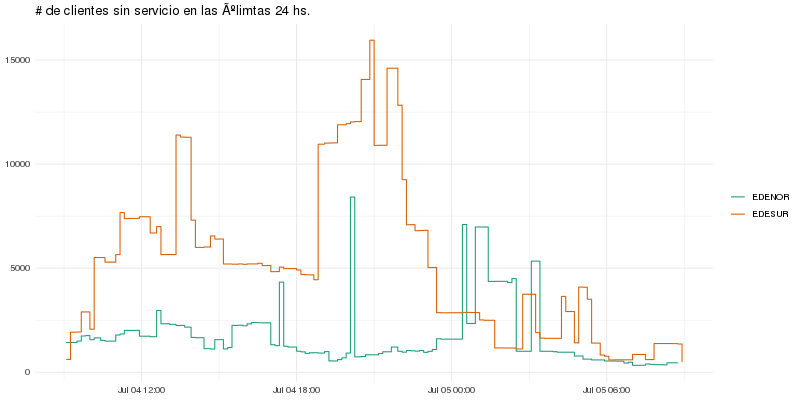 # de clientes sin servicio en las Ãºlimtas 24 hs.
15000
10000
5000
0
Jul 04 12:00
Jul 04 18:00
Jul 05 00:00
Jul 05 06:00
EDENOR
EDESUR